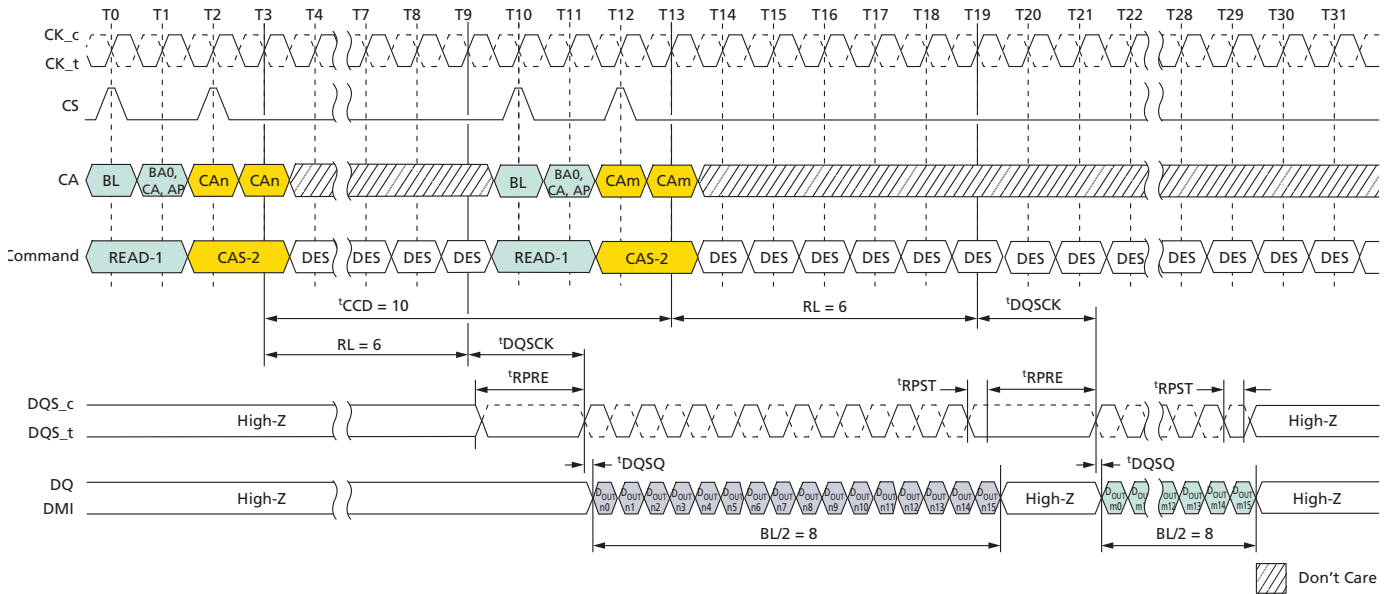 T0 T1 T2 T3 T4 T7 T8 T9 T10 T11 T12 T13 T14 T15 T16 T17 T18 T19 T20 T21 T22 T28 T29 T30 T31
CK_c
CK_t
CS
CA BL BA0, CA, AP CAn CAn BL BA0, CA, AP CAm CAm
Command READ-1 CAS-2 DES DES DES DES READ-1 CAS-2 DES DES DES DES DES DES DES DES DES DES DES DES DES
tCCD = 10 RL = 6 tDQSCK
RL = 6 tDQSCK
tRPRE tRPST tRPRE tRPST
DQS_c
High-Z High-Z
DQS_t
tDQSQ tDQSQ
DQ
High-Z DOUT n0 DOUT n1 DOUT n2 DOUT n3 DOUT n4 DOUT n5 DOUT n6 DOUT n7 DOUT n8 DOUT n9 DOUT n10 DOUT n11 DOUT n12 DOUT n13 DOUT n14 DOUT n15 High-Z DOUT m0 DOUT m12 DOUT m13 DOUT m14 DOUT m15 High-Z
DMI
BL/2 = 8 BL/2 = 8
Don't Care